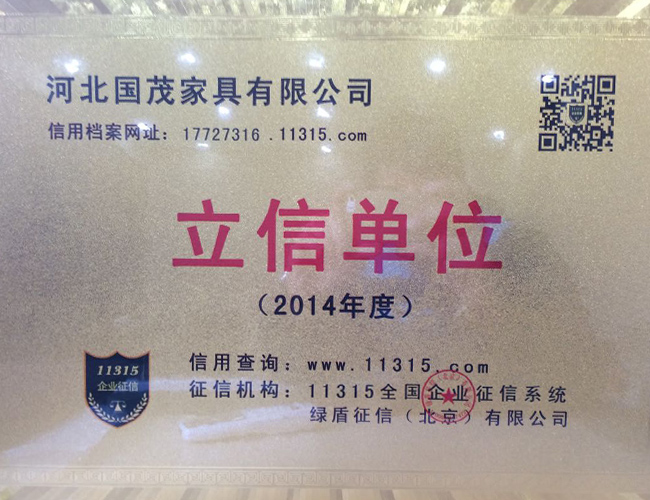 河北国茂家具有限公司
信用档案网址：17727316 .11315.com
立信单位
（2014年度）
11315
企业征信
信用查询：www.11315.com
征信机构：11315全国企业征信系统
绿盾征信（北京）有限公司